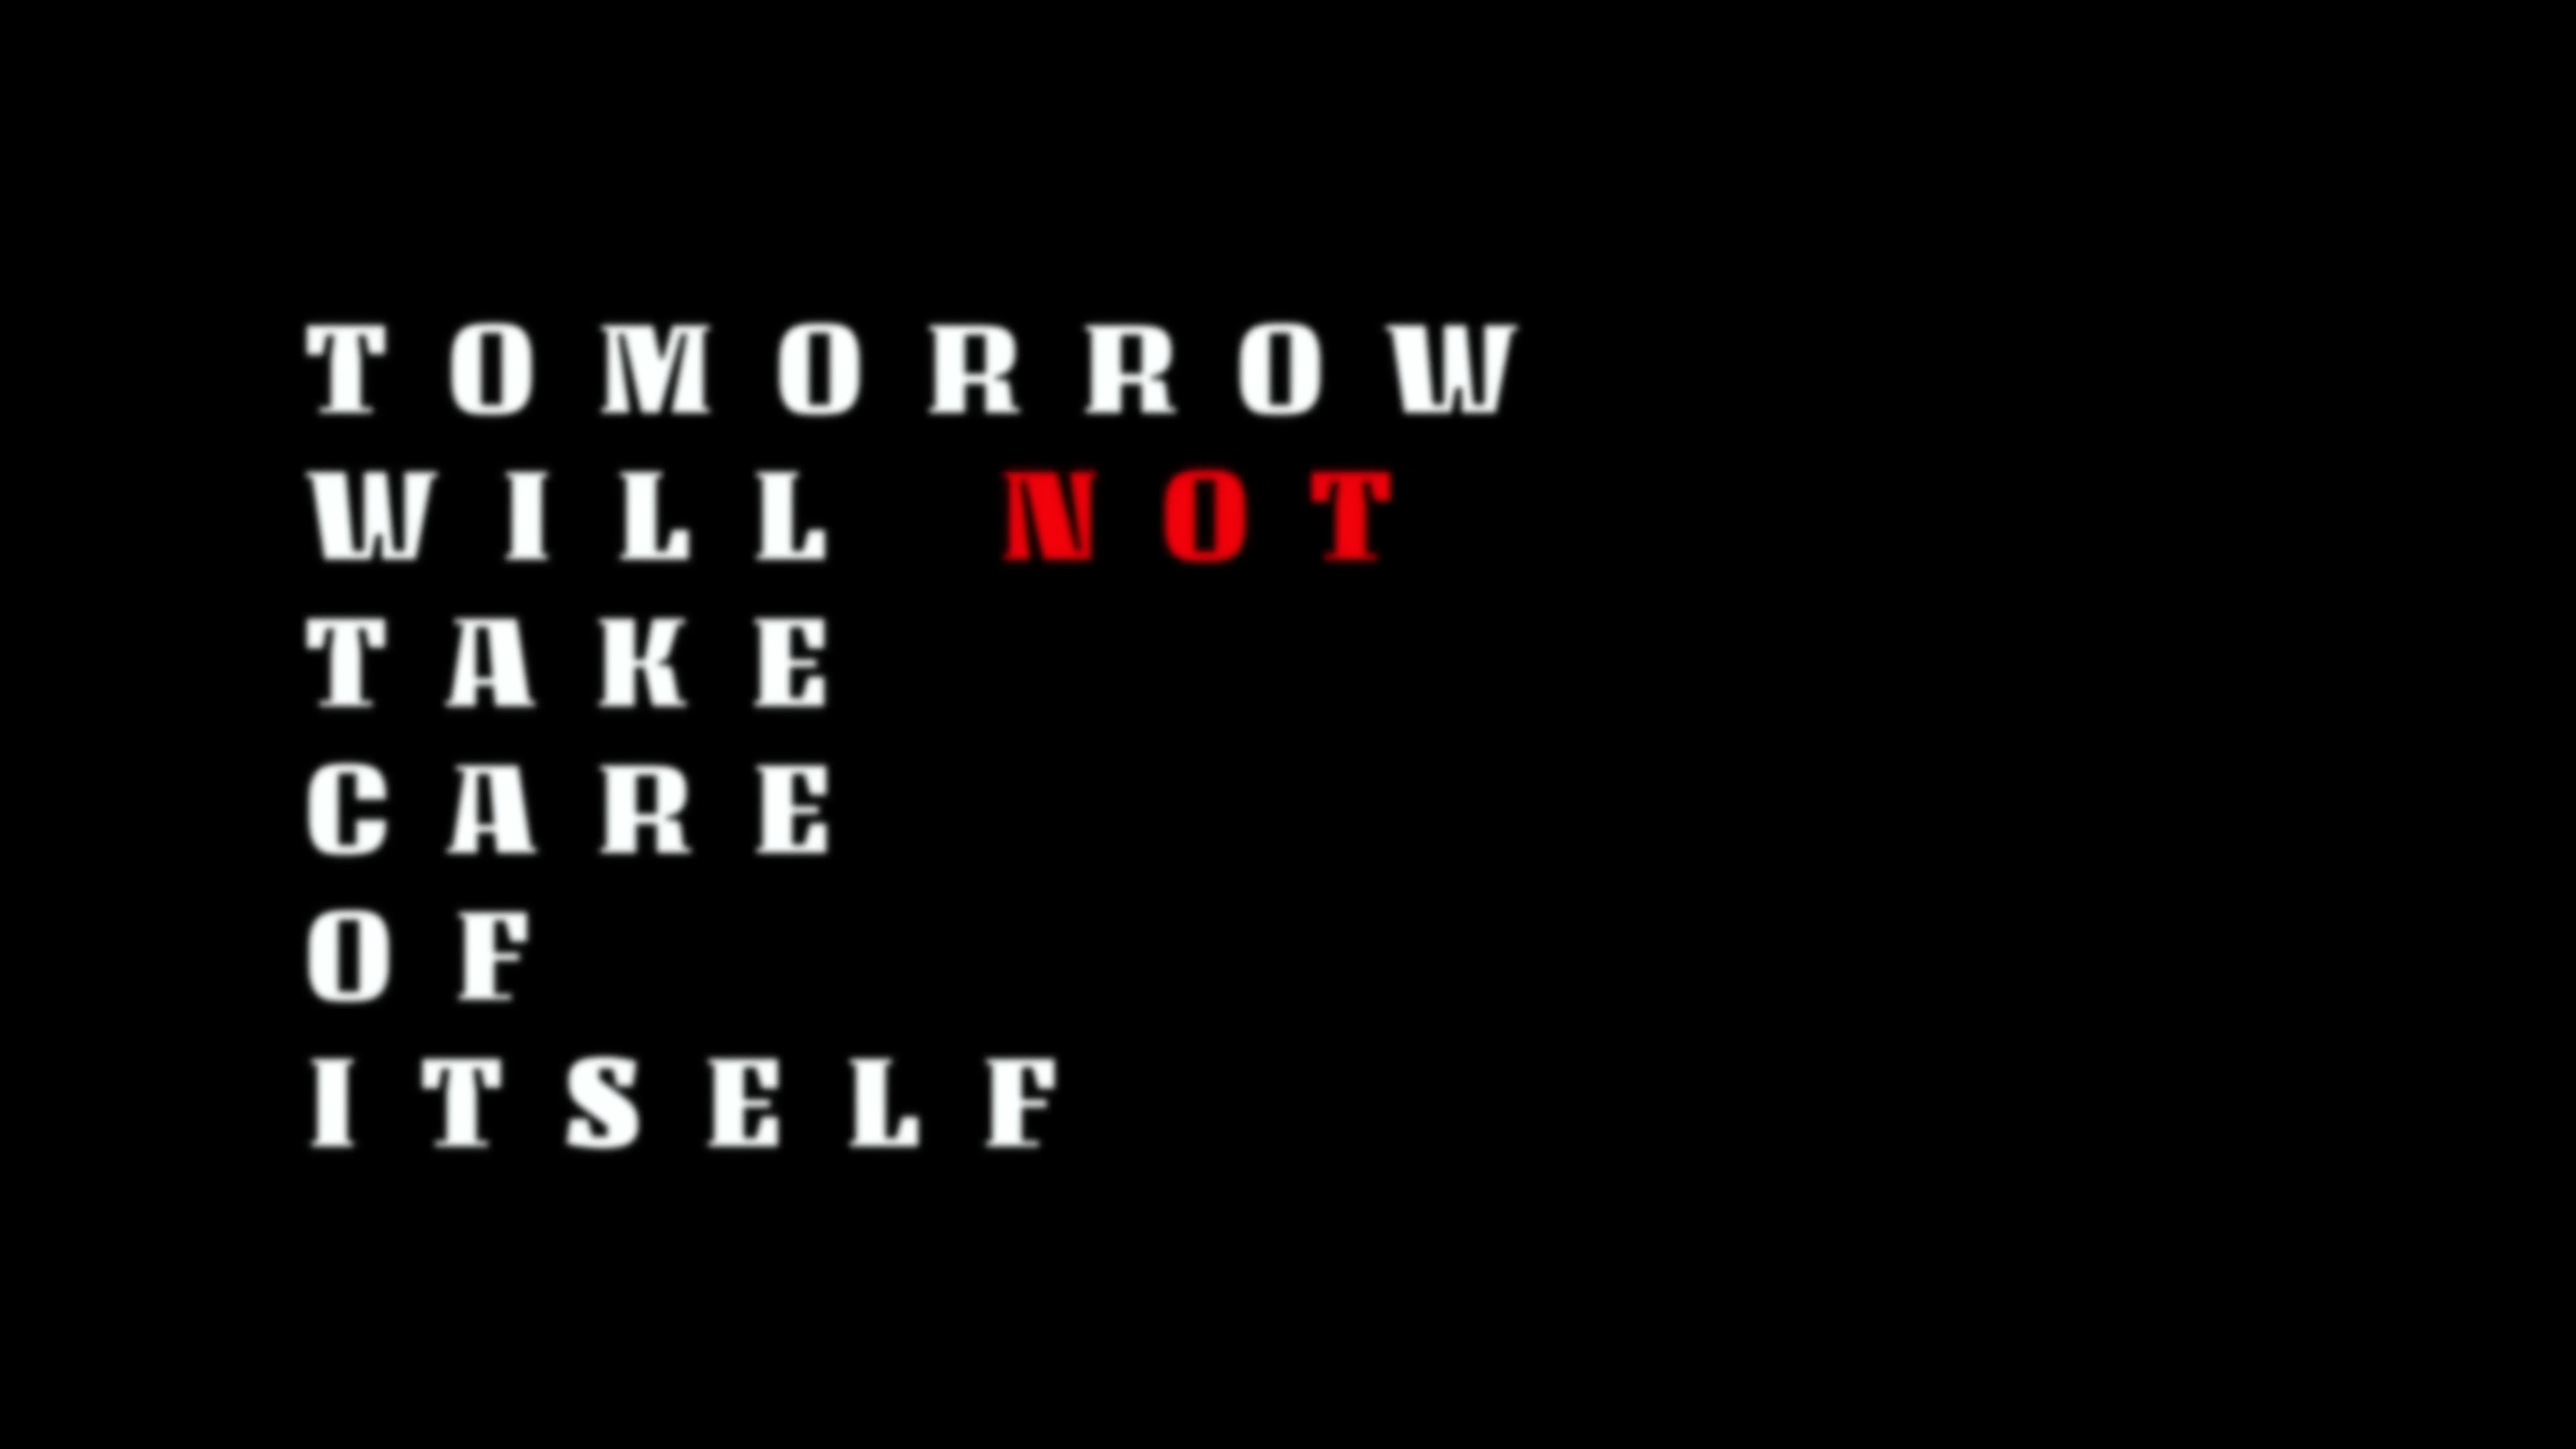 TOMORROW
WILL NOT
TAKE
CARE
OF
ITSELF